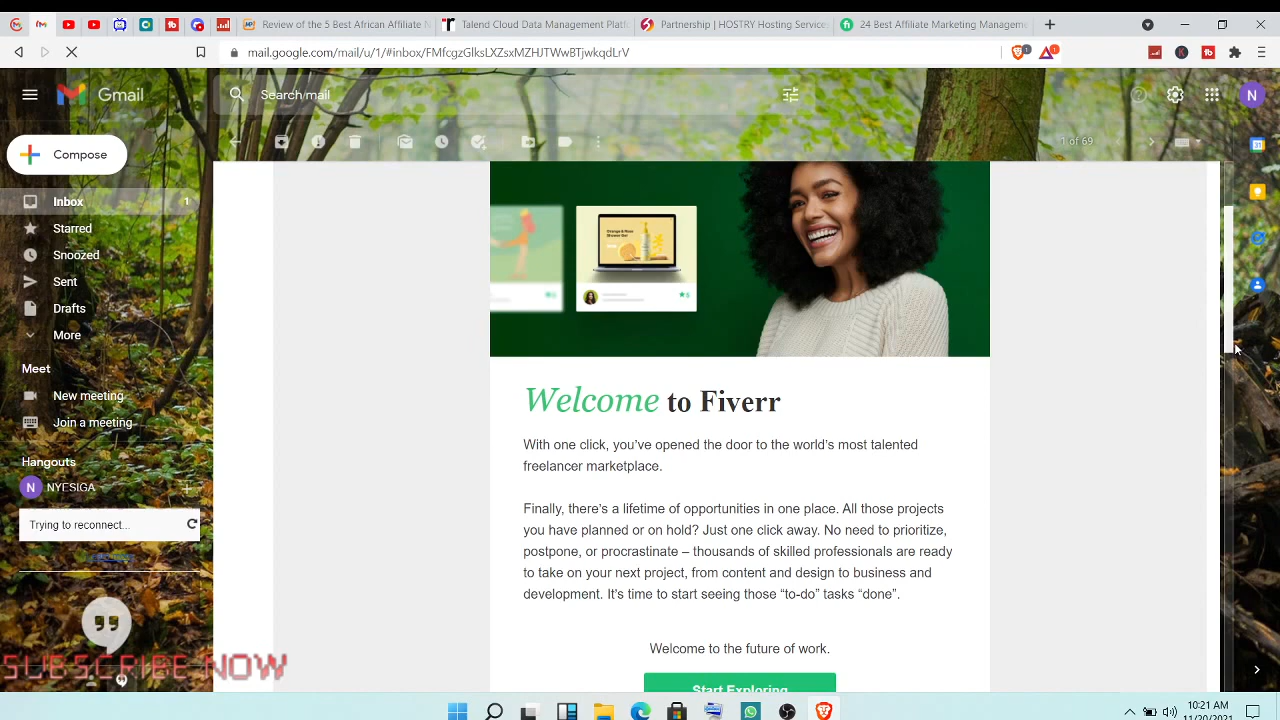 Review of the 5 Best African Affiliate N
Talend Cloud Data Management Platf
Partnership | HOSTRY Hosting Services
24 Best Affiliate Marketing Manageme
mail.google.com/mail/u/1/#inbox/FMfcgzGlksLXZsxMZHJTWwBTjwkqdLrV
1
1
Gmail
Search mail
N
Compose
1 of 69
Inbox 1
Starred
Snoozed
Sent
Drafts
More
Meet
New meeting
Join a meeting
Hangouts
N NYESIGA
Trying to reconnect...
Welcome to Fiverr
With one click, you’ve opened the door to the world’s most talented
freelancer marketplace.
Finally, there’s a lifetime of opportunities in one place. All those projects
you have planned or on hold? Just one click away. No need to prioritize,
postpone, or procrastinate – thousands of skilled professionals are ready
to take on your next project, from content and design to business and
development. It’s time to start seeing those “to-do” tasks “done”.
Welcome to the future of work.
Start Exploring
SUBSCRIBE NOW
10:21 AM
11/20/2021